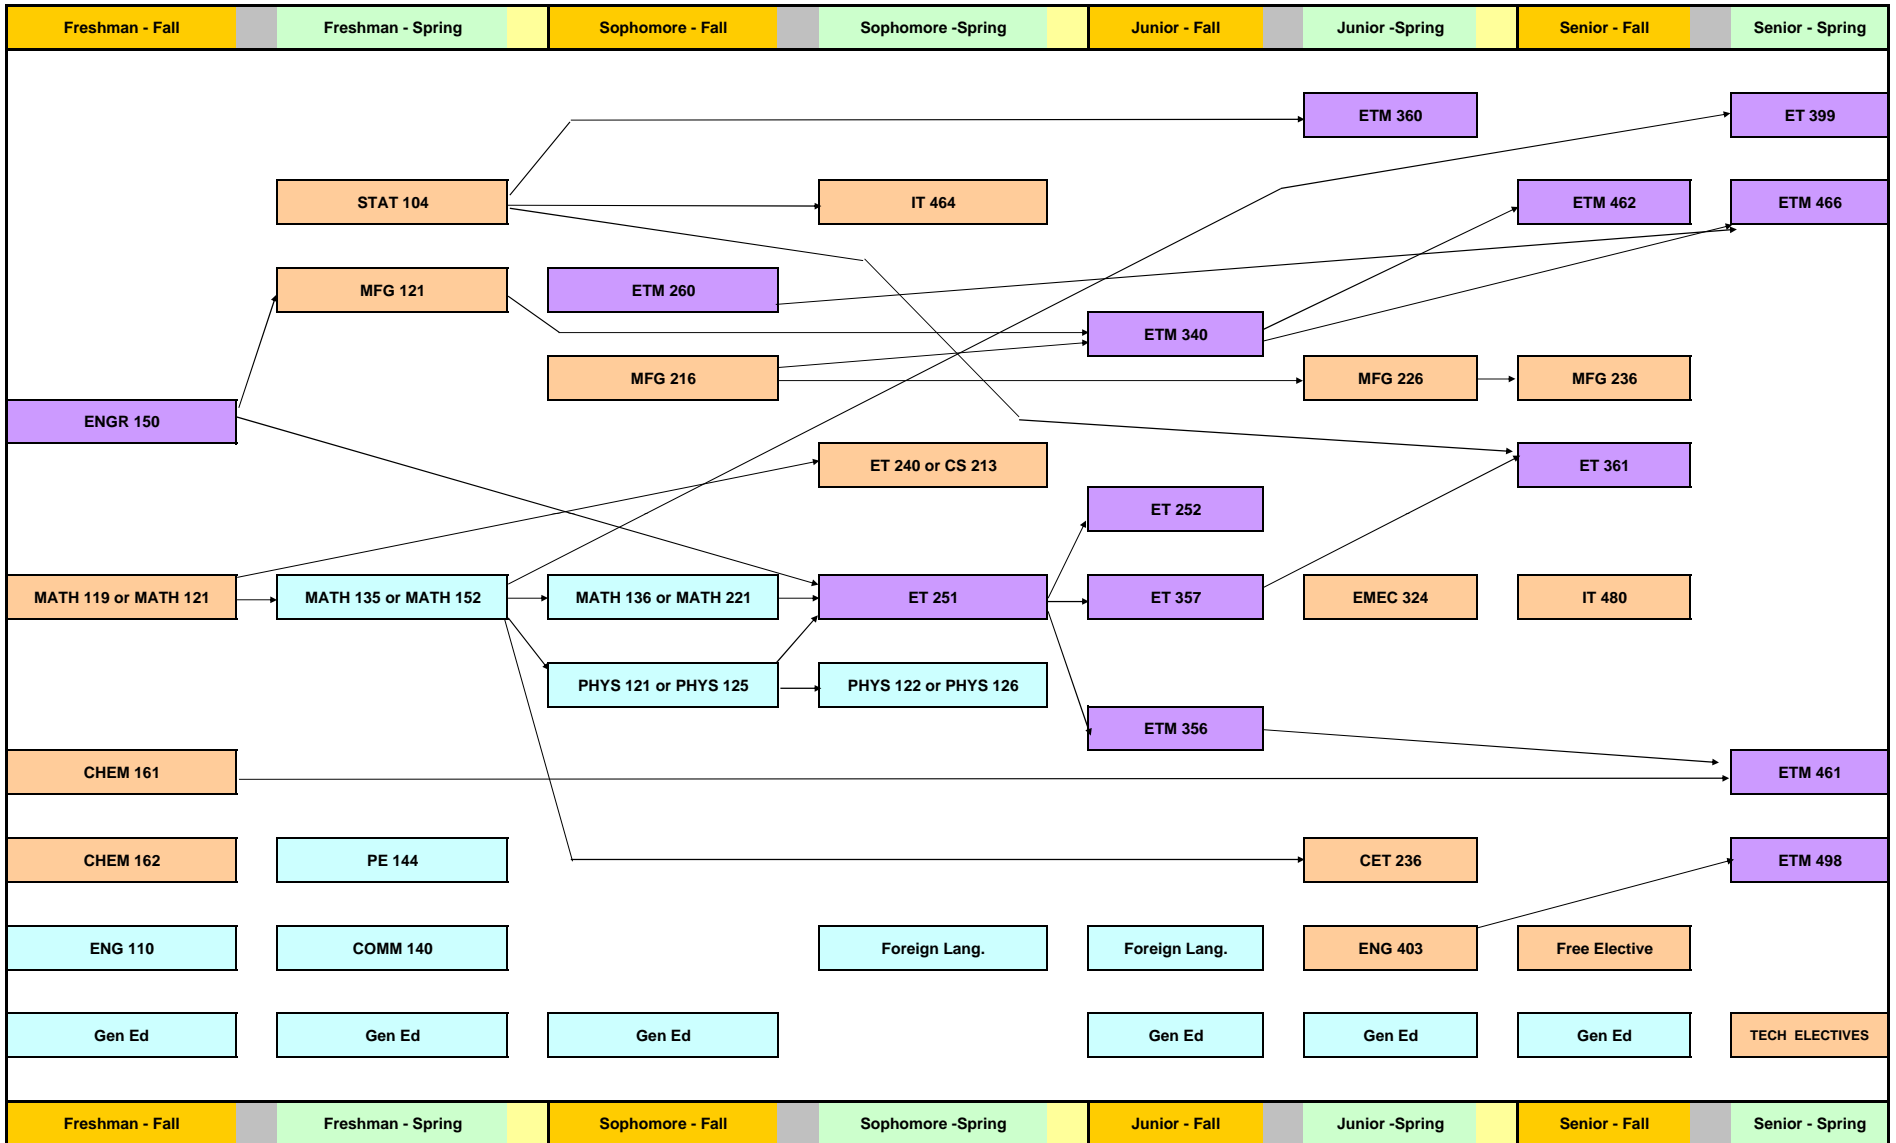 Freshman - Fall
Freshman - Spring
Sophomore - Fall
Sophomore -Spring
Junior - Fall
Junior -Spring
Senior - Fall
Senior - Spring
ETM 360
ET 399
STAT 104
IT 464
ETM 462
ETM 466
MFG 121
ETM 260
ETM 340
MFG 216
MFG 226
MFG 236
ENGR 150
ET 240 or CS 213
ET 361
ET 252
MATH 119 or MATH 121
MATH 135 or MATH 152
MATH 136 or MATH 221
ET 251
ET 357
EMEC 324
IT 480
PHYS 121 or PHYS 125
PHYS 122 or PHYS 126
ETM 356
CHEM 161
ETM 461
CHEM 162
PE 144
CET 236
ETM 498
ENG 110
COMM 140
Foreign Lang.
Foreign Lang.
ENG 403
Free Elective
Gen Ed
Gen Ed
Gen Ed
Gen Ed
Gen Ed
Gen Ed
TECH ELECTIVES
Freshman - Fall
Freshman - Spring
Sophomore - Fall
Sophomore -Spring
Junior - Fall
Junior -Spring
Senior - Fall
Senior - Spring